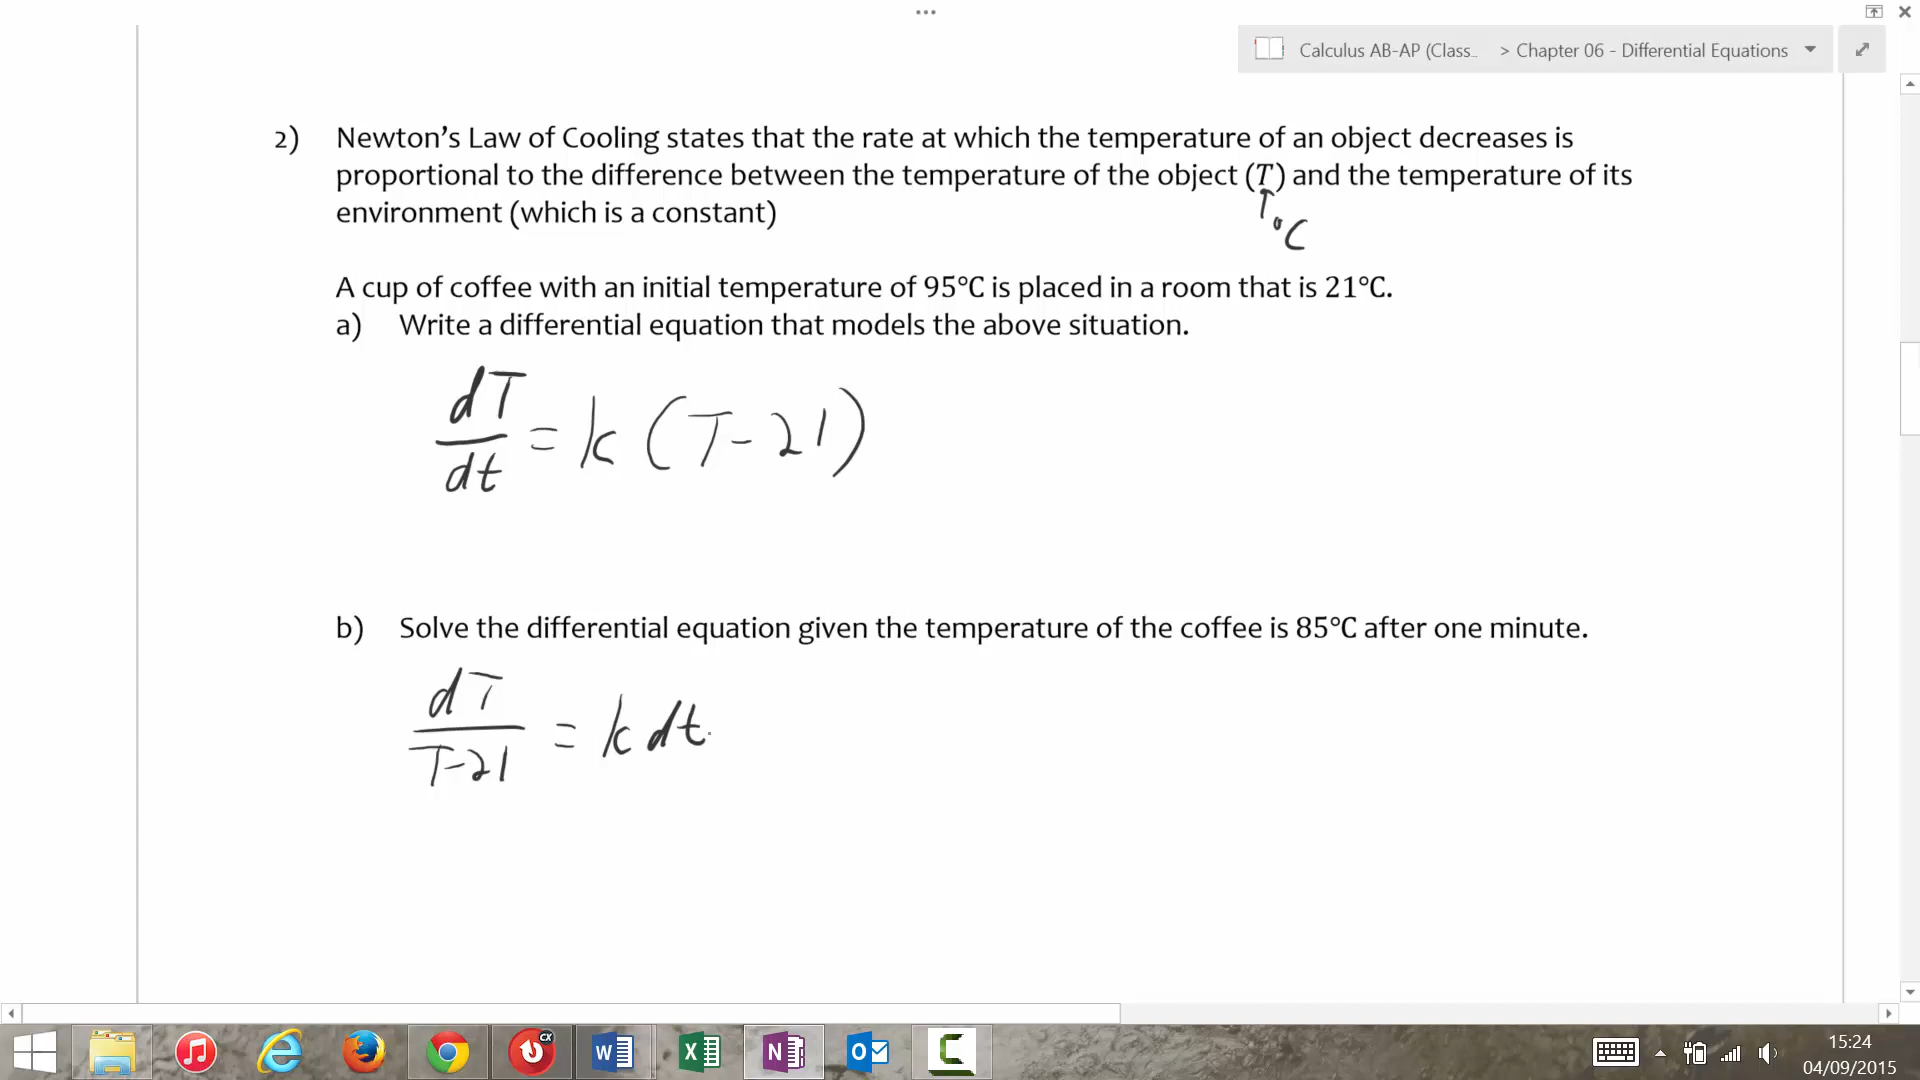 ...
Calculus AB-AP (Class.. > Chapter 06 - Differential Equations
2) Newton’s Law of Cooling states that the rate at which the temperature of an object decreases is
proportional to the difference between the temperature of the object (T) and the temperature of its
environment (which is a constant)
↑
°C
A cup of coffee with an initial temperature of 95°C is placed in a room that is 21°C.
a) Write a differential equation that models the above situation.
dT
dt = k (T-21)
b) Solve the differential equation given the temperature of the coffee is 85°C after one minute.
dT
T-21 = k dt
CX
15:24
04/09/2015